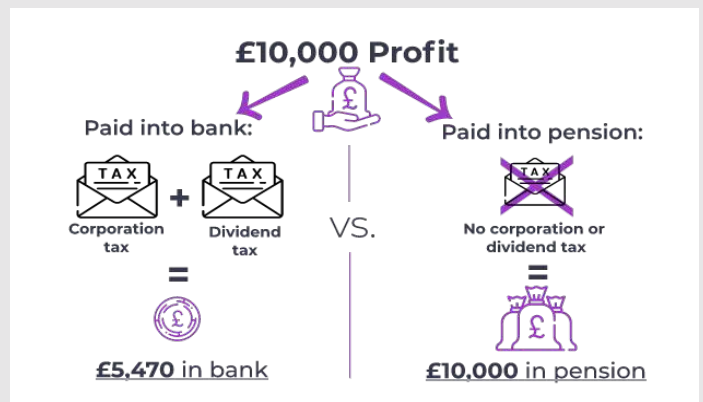 £10,000 Profit
£
Paid into bank:
TAX
+
TAX
Corporation
tax
Dividend
tax
=
£
£5,470 in bank
VS.
Paid into pension:
TAX
No corporation or
dividend tax
=
£
£10,000 in pension